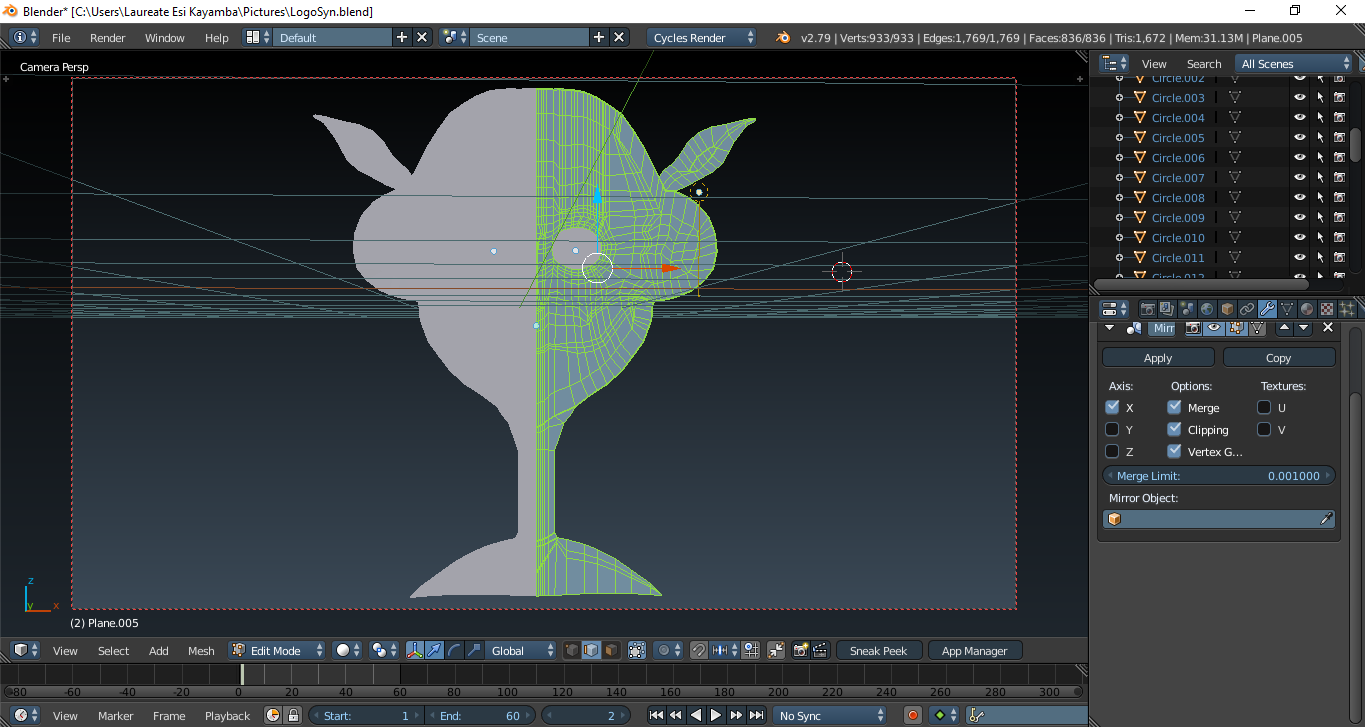 Blender* [C:\Users\Laureate Esi Kayamba\Pictures\LogoSyn.blend]
File Render Window Help Default Scene Cycles Render v2.79 | Verts:933/933 | Edges:1,769/1,769 | Faces:836/836 | Tris:1,672 | Mem:31.13M | Plane.005
Camera Persp
View Search All Scenes
Circle.002
Circle.003
Circle.004
Circle.005
Circle.006
Circle.007
Circle.008
Circle.009
Circle.010
Circle.011
Circle.012
Mirr
Apply Copy
Axis: Options: Textures:
X Merge U
Y Clipping V
Z Vertex G...
Merge Limit: 0.001000
Mirror Object:
z
y x
(2) Plane.005
View Select Add Mesh Edit Mode Global Sneak Peek App Manager
-80 -60 -40 -20 0 20 40 60 80 100 120 140 160 180 200 220 240 260 280 300
View Marker Frame Playback Start: 1 End: 60 2 No Sync